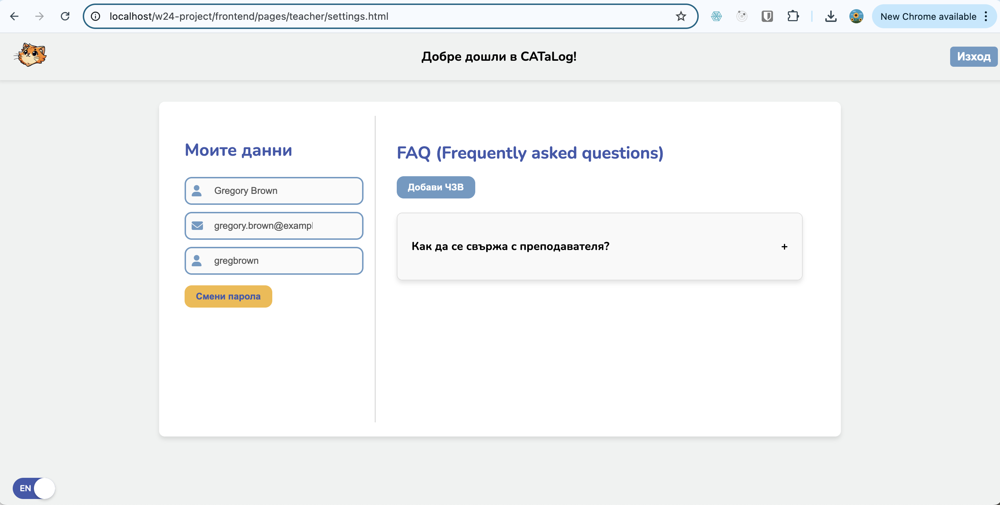 localhost/w24-project/frontend/pages/teacher/settings.html
New Chrome available
Добре дошли в CATaLog!
Изход
Моите данни
Gregory Brown
gregory.brown@exampl
gregbrown
Смени парола
FAQ (Frequently asked questions)
Добави ЧЗВ
Как да се свържа с преподавателя?
+
EN